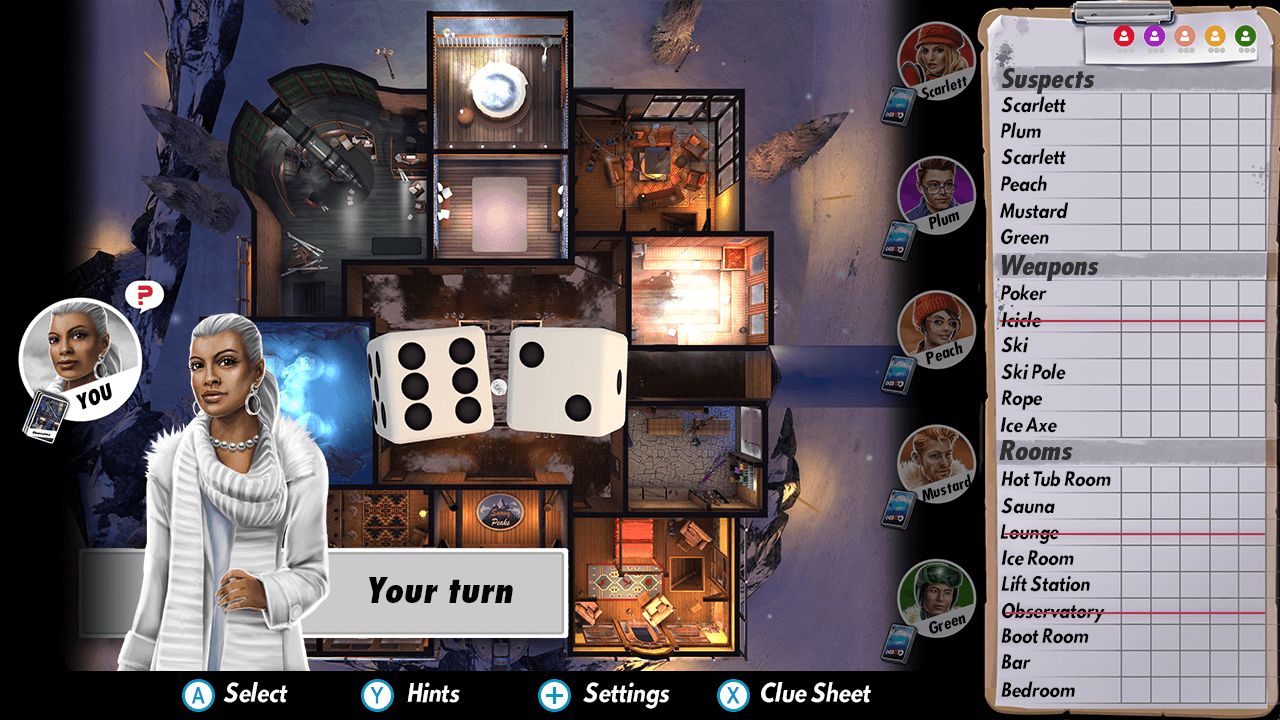 Scarlett
Plum
Peach
Mustard
Green
?
YOU
Snowy
Peaks
Your turn
A Select
Y Hints
+ Settings
X Clue Sheet
Suspects
Scarlett
Plum
Scarlett
Peach
Mustard
Green
Weapons
Poker
Icicle
Ski
Ski Pole
Rope
Ice Axe
Rooms
Hot Tub Room
Sauna
Lounge
Ice Room
Lift Station
Observatory
Boot Room
Bar
Bedroom